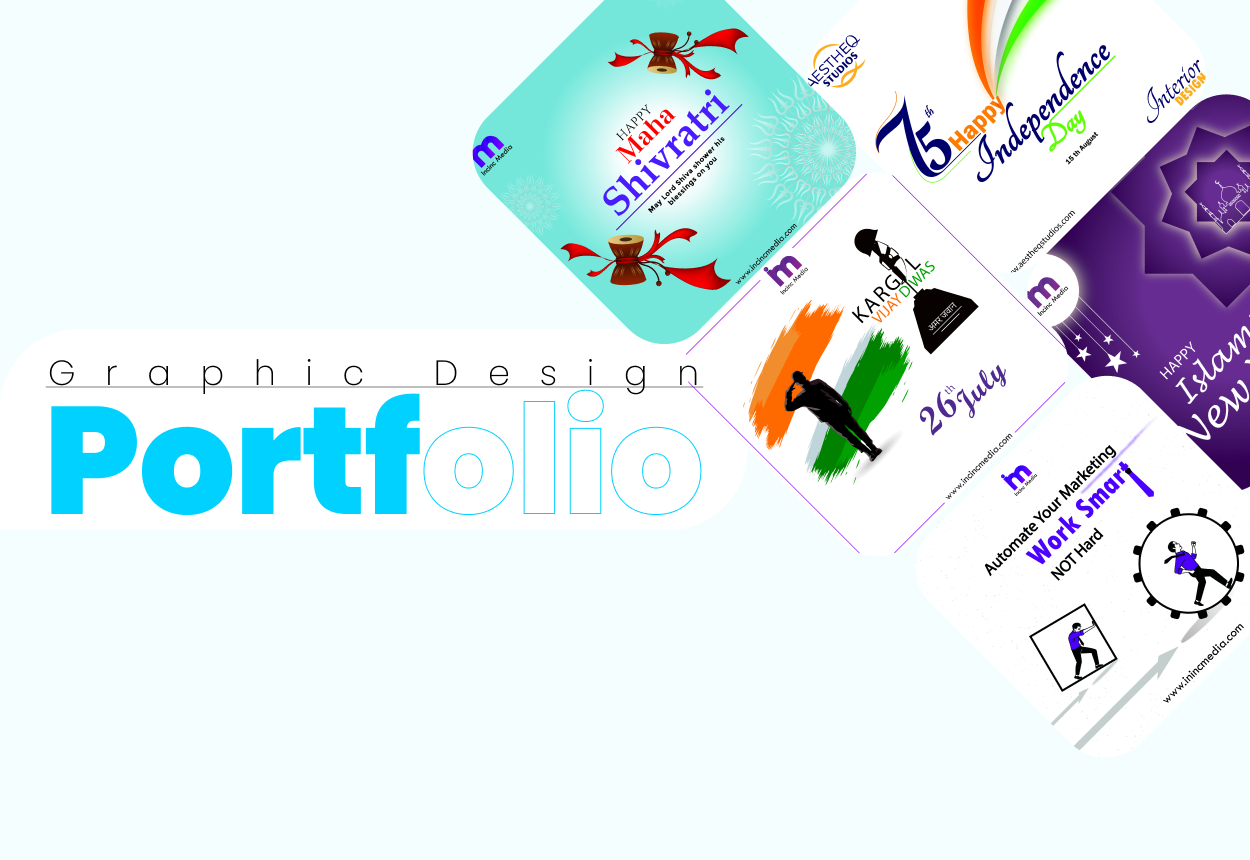 Graphic Design
Portfolio
HAPPY
Maha
Shivratri
May Lord Shiva shower his
blessings on you
m
Incinc Media
www.incincmedia.com
AESTHEQ
STUDIOS
75th Happy
Independence
Day
15 th August
Interior
DESIGN
w.aestheqstudios.com
m
Incinc Media
KARGIL
VIJAY DIWAS
अमर जवान
26th July
www.incincmedia.com
m
Incinc Media
HAPPY
Islam
New
m
Incinc Media
Automate Your Marketing
Work Smart
NOT Hard
www.inincmedia.com